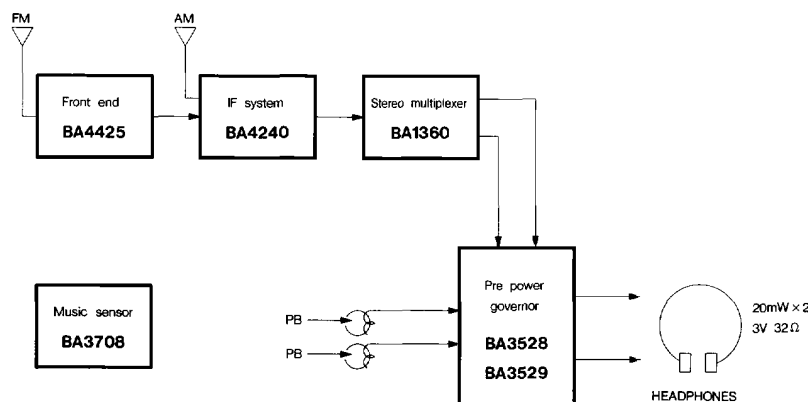 FM
AM
Front end
BA4425
IF system
BA4240
Stereo multiplexer
BA1360
Music sensor
BA3708
PB
PB
Pre power
governor
BA3528
BA3529
20mW × 2
3V 32Ω
HEADPHONES